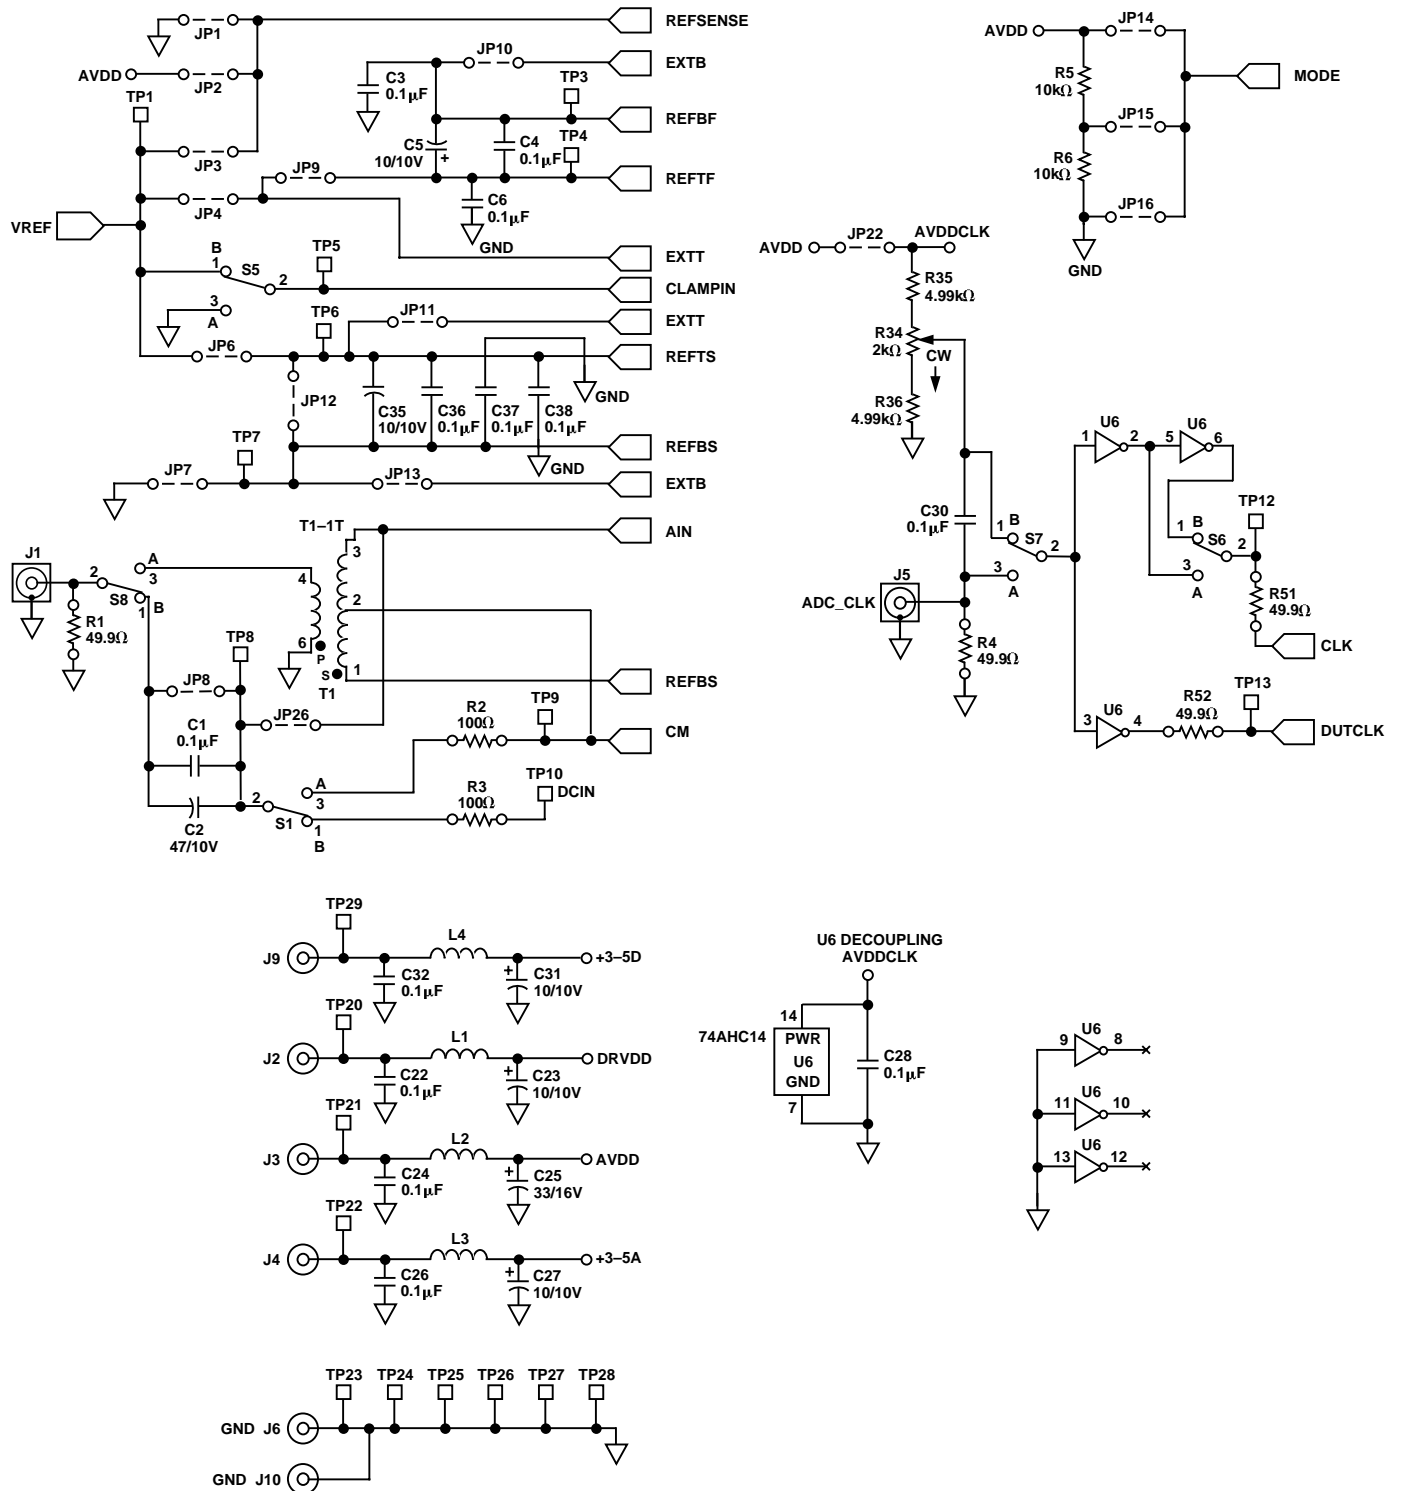 REFSENSE
JP1
AVDD
JP2
TP1
JP3
JP4
JP9
VREF
C3
0.1µF
JP10
EXTB
TP3
REFBF
C5
10/10V
+
C4
0.1µF
TP4
REFTF
C6
0.1µF
GND
EXTT
B
1
S5
2
TP5
CLAMPIN
3
A
TP6
JP11
EXTT
JP6
REFTS
JP12
C35
10/10V
C36
0.1µF
C37
0.1µF
C38
0.1µF
GND
TP7
REFBS
GND
JP7
JP13
EXTB
T1–1T
AIN
3
J1
A
3
2
S8
1
B
4
2
R1
49.9Ω
TP8
6
P
S
1
T1
REFBS
JP8
JP26
C1
0.1µF
R2
100Ω
TP9
CM
C2
47/10V
A
3
2
S1
1
B
R3
100Ω
TP10
DCIN
AVDD
JP14
R5
10kΩ
MODE
JP15
R6
10kΩ
JP16
GND
AVDD
JP22
AVDDCLK
R35
4.99kΩ
R34
2kΩ
CW
R36
4.99kΩ
C30
0.1µF
1
B
S7
2
3
A
J5
ADC_CLK
R4
49.9Ω
1
U6
2
5
U6
6
1
B
S6
2
TP12
3
A
R51
49.9Ω
CLK
3
U6
4
R52
49.9Ω
TP13
DUTCLK
TP29
J9
L4
+3–5D
C32
0.1µF
+
C31
10/10V
TP20
J2
L1
DRVDD
C22
0.1µF
+
C23
10/10V
TP21
J3
L2
AVDD
C24
0.1µF
+
C25
33/16V
TP22
J4
L3
+3–5A
C26
0.1µF
+
C27
10/10V
U6 DECOUPLING
AVDDCLK
14
74AHC14
PWR
U6
GND
7
C28
0.1µF
9
U6
8
11
U6
10
13
U6
12
TP23
TP24
TP25
TP26
TP27
TP28
GND J6
GND J10